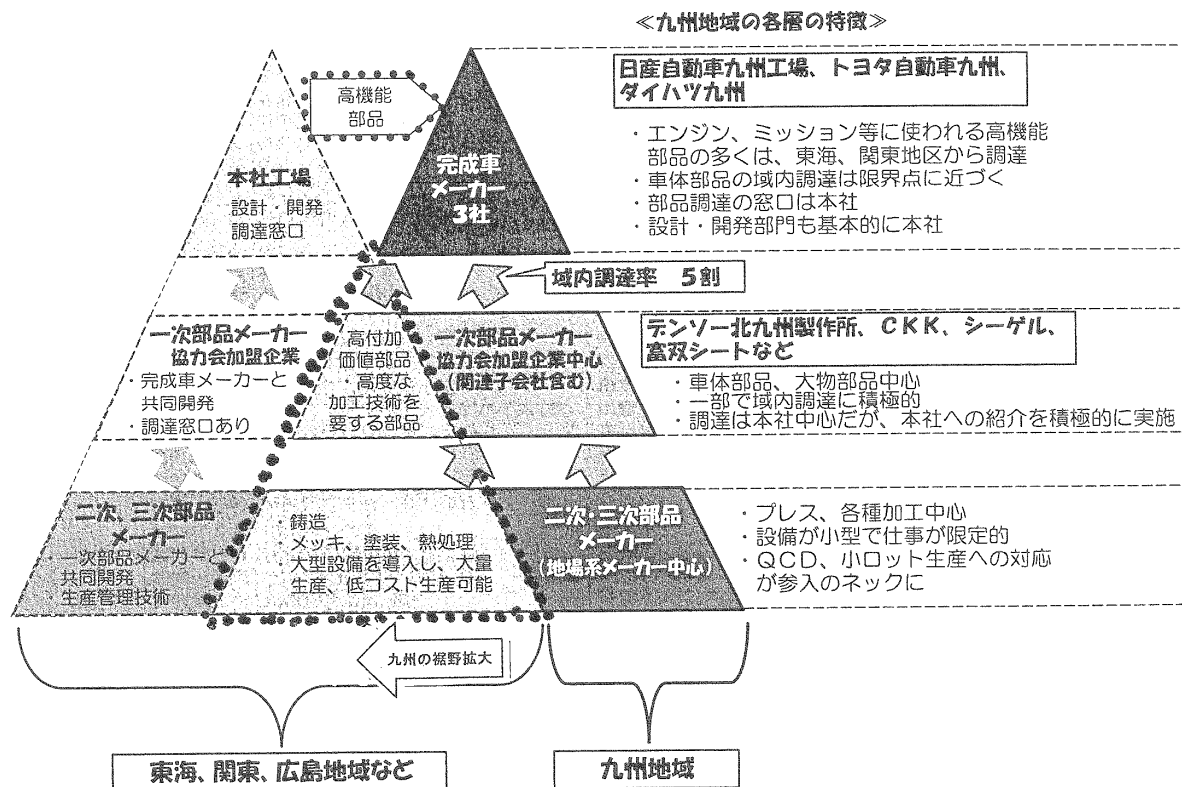 ≪九州地域の各層の特徴≫
高機能
部品
本社工場
設計・開発
調達窓口
完成車
メーカー
3社
日産自動車九州工場、トヨタ自動車九州、
ダイハツ九州
・エンジン、ミッション等に使われる高機能
部品の多くは、東海、関東地区から調達
・車体部品の域内調達は限界点に近づく
・部品調達の窓口は本社
・設計・開発部門も基本的に本社
域内調達率 5割
一次部品メーカー
協力会加盟企業
・完成車メーカーと
共同開発
・調達窓口あり
高付加
価値部品
・高度な
加工技術を
要する部品
一次部品メーカー
協力会加盟企業中心
(関連子会社含む)
デンソー北九州製作所、CKK、シーゲル、
富双シートなど
・車体部品、大物部品中心
・一部で域内調達に積極的
・調達は本社中心だが、本社への紹介を積極的に実施
二次、三次部品
メーカー
・一次部品メーカーと
共同開発
・生産管理技術
・鋳造
・メッキ、塗装、熱処理
・大型設備を導入し、大量
生産、低コスト生産可能
二次・三次部品
メーカー
(地場系メーカー中心)
・プレス、各種加工中心
・設備が小型で仕事が限定的
・QCD、小ロット生産への対応
が参入のネックに
九州の裾野拡大
東海、関東、広島地域など
九州地域